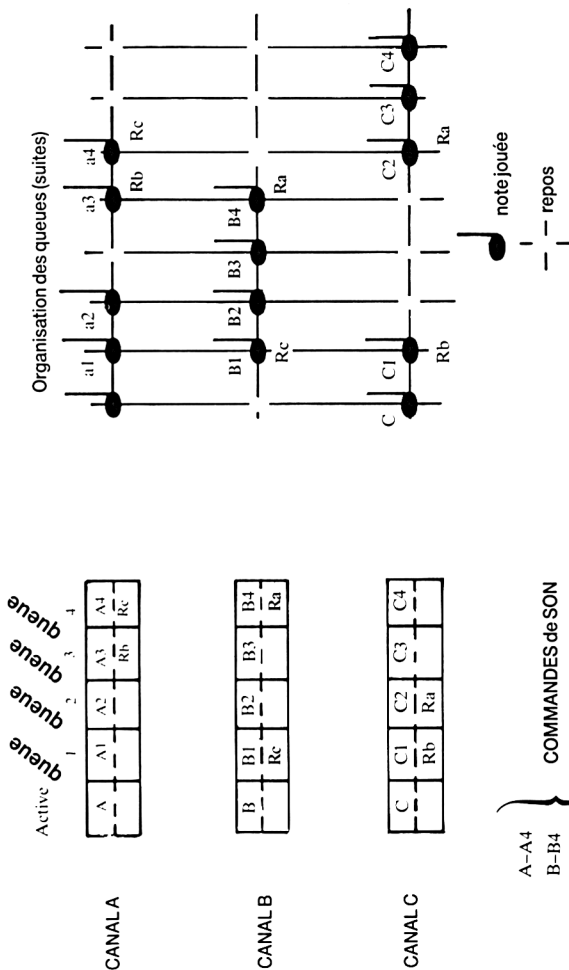 Active
queue 1
queue 2
queue 3
queue 4
CANAL A
A A1 A2 A3 A4
Rb Rc
CANAL B
B B1 B2 B3 B4
Rc Ra
CANAL C
C C1 C2 C3 C4
Rb Ra
A–A4
B–B4
COMMANDES de SON
Organisation des queues (suites)
a1 a2 a3 a4
Rb Rc
B1 B2 B3 B4
Rc Ra
C C1 C2 C3 C4
Rb Ra
note jouée
repos